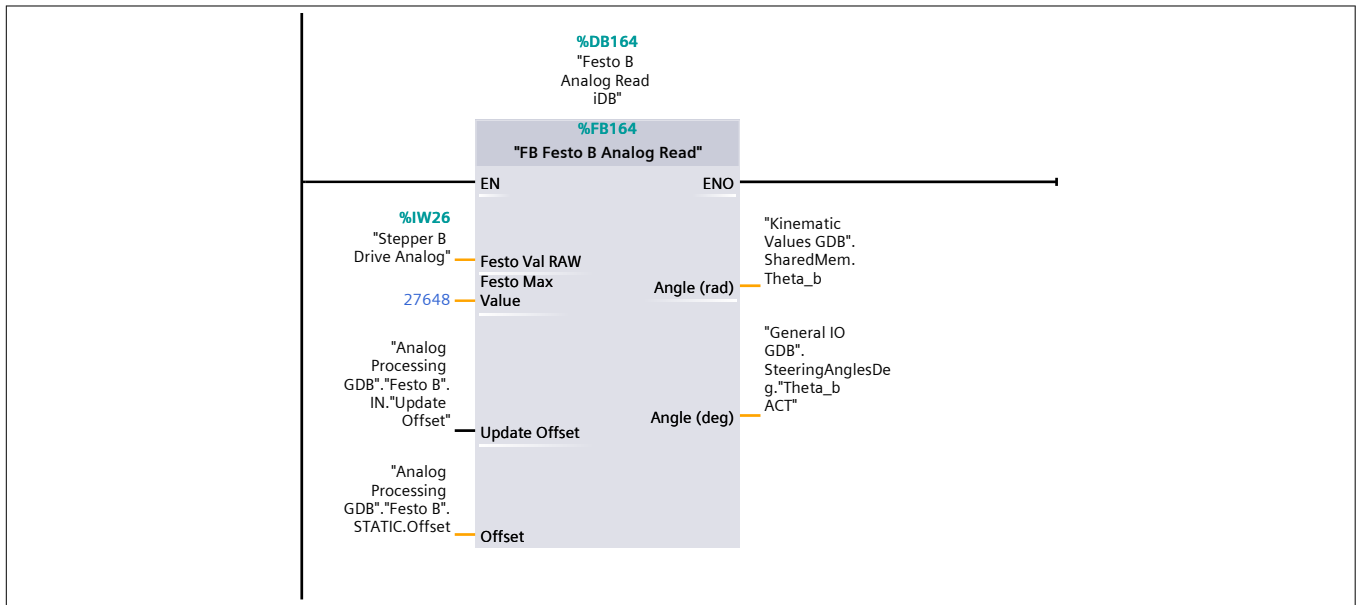 %DB164
"Festo B
Analog Read
iDB"
%FB164
"FB Festo B Analog Read"
EN
ENO
%IW26
"Stepper B
Drive Analog"
Festo Val RAW
27648
Festo Max
Value
"Analog
Processing
GDB"."Festo B".
IN."Update
Offset"
Update Offset
"Analog
Processing
GDB"."Festo B".
STATIC.Offset
Offset
Angle (rad)
"Kinematic
Values GDB".
SharedMem.
Theta_b
Angle (deg)
"General IO
GDB".
SteeringAnglesDe
g."Theta_b
ACT"